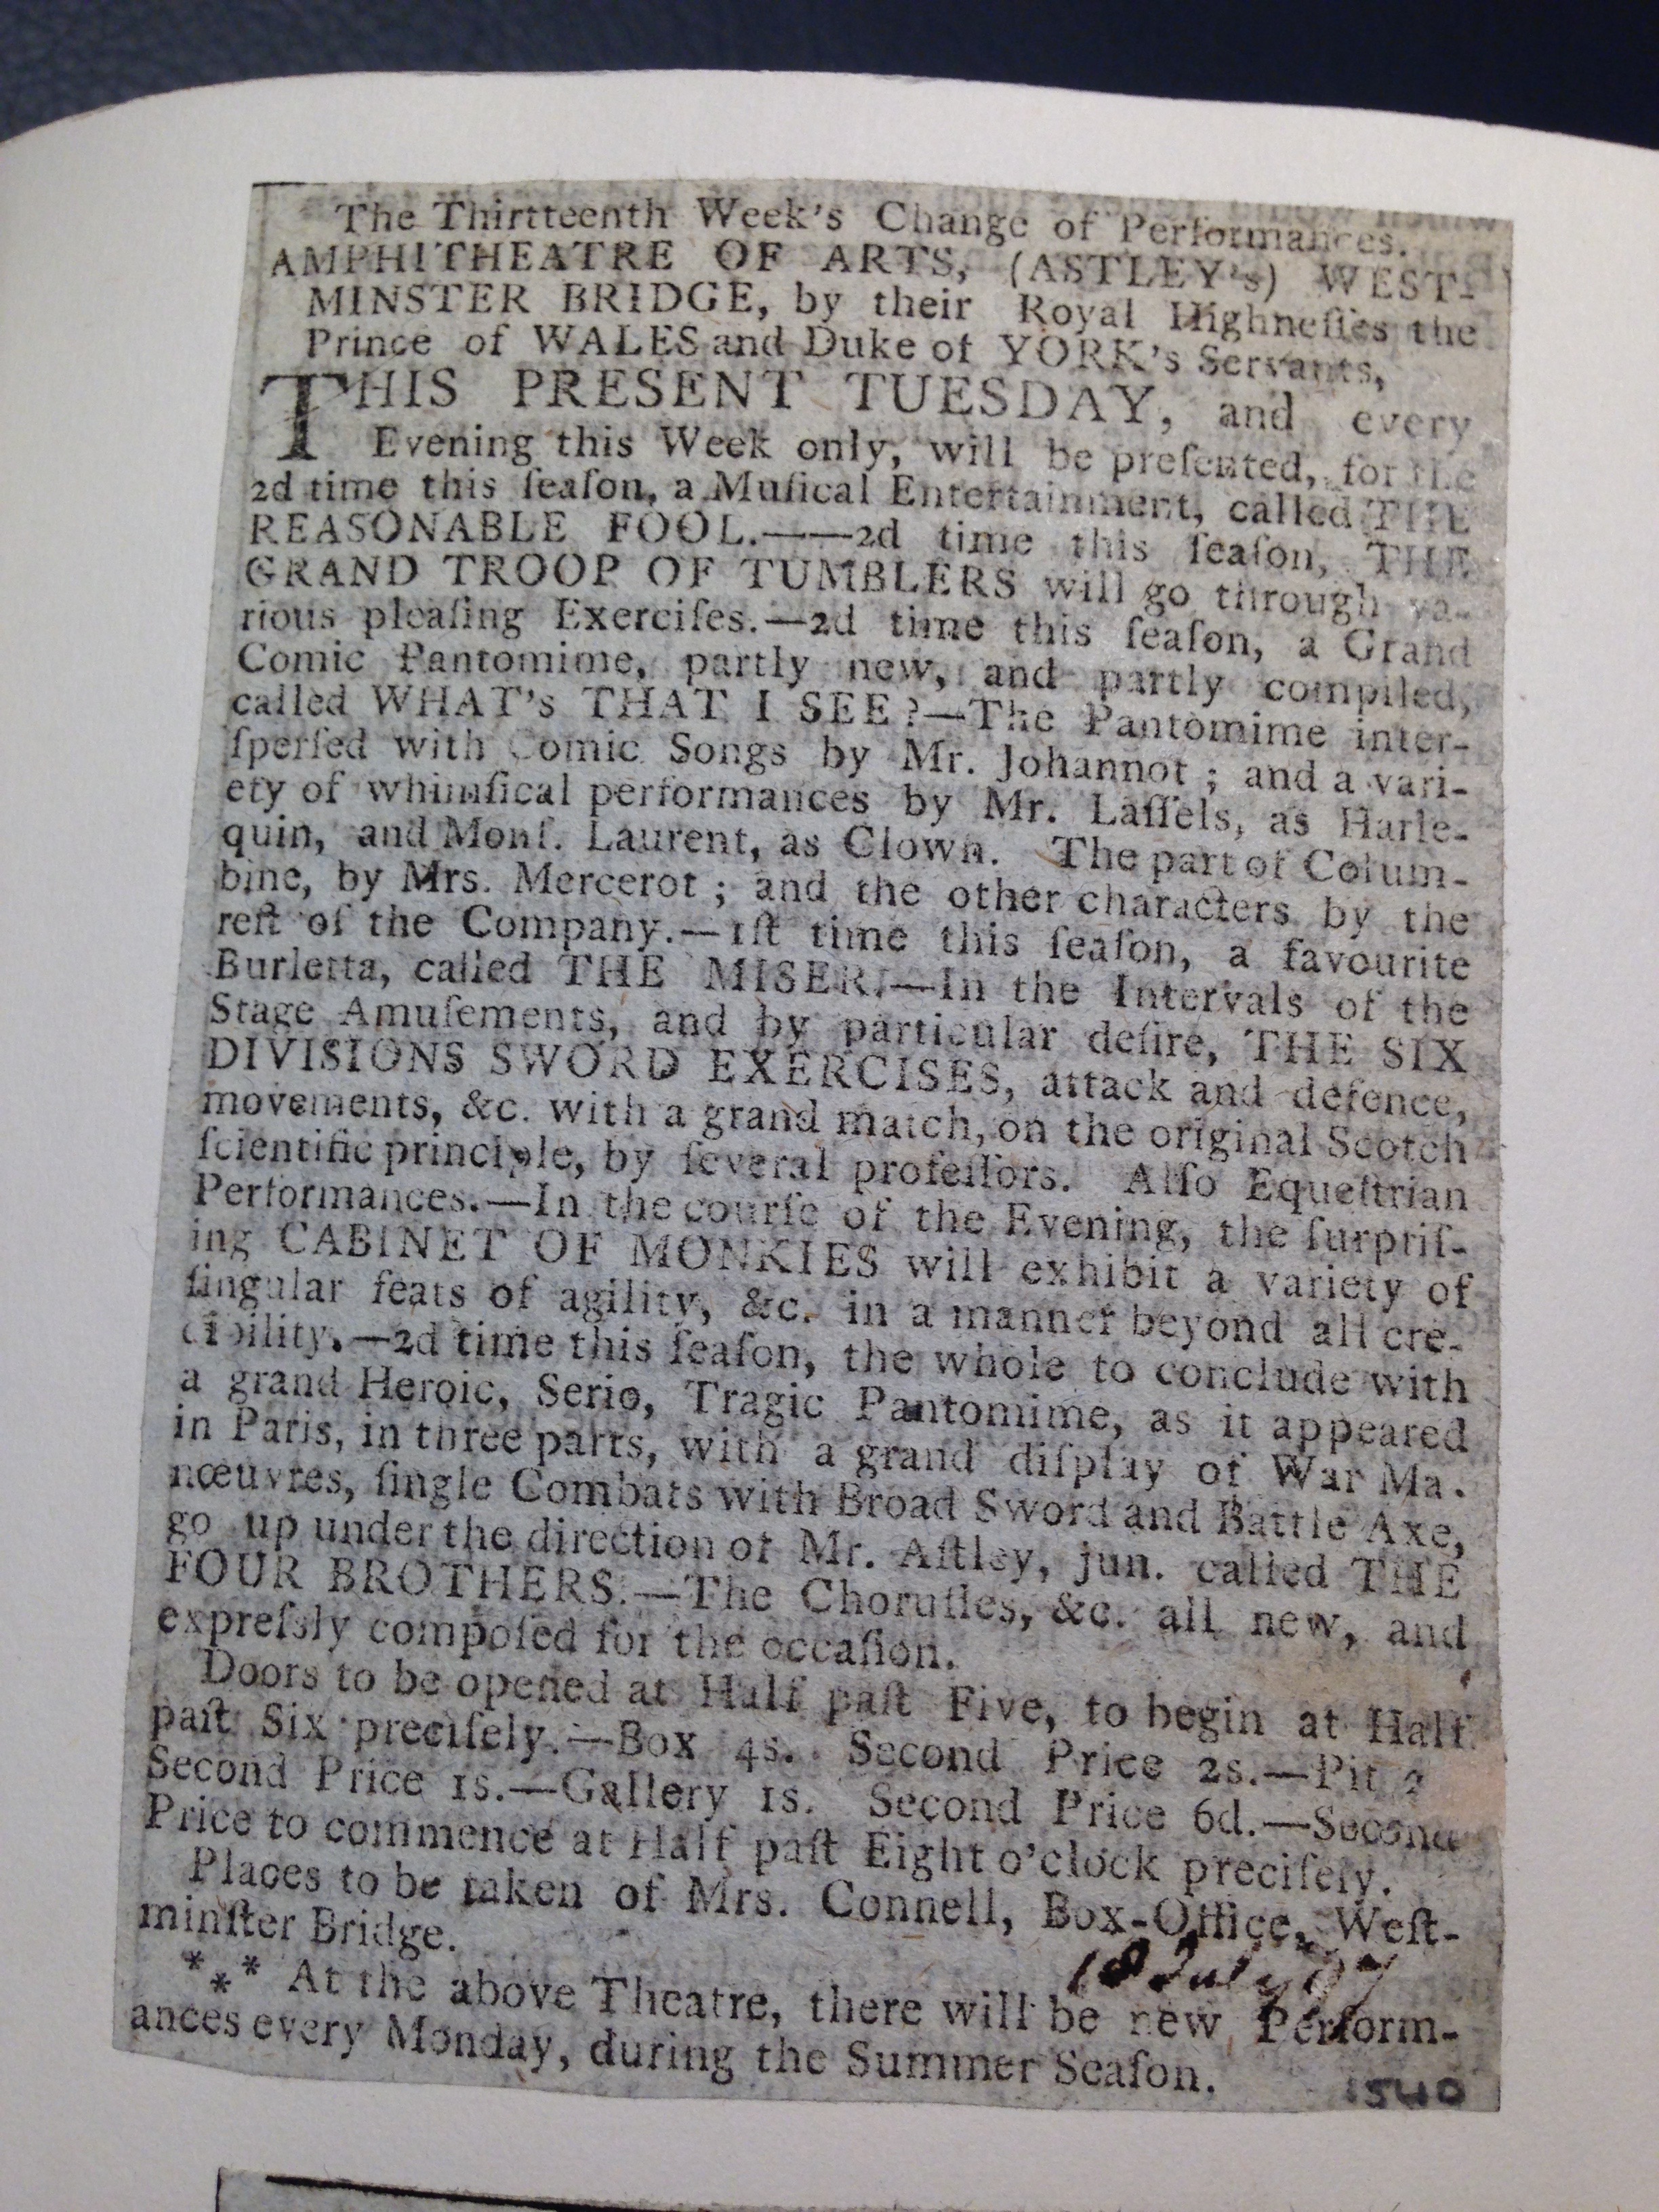 The Thirtteenth Week's Change of Performances.
AMPHITHEATRE OF ARTS, (ASTLEY's) WEST-
MINSTER BRIDGE, by their Royal Highneſſes the
Prince of WALES and Duke of YORK's Servants,
THIS PRESENT TUESDAY, and every
Evening this Week only, will be preſented, for the
2d time this ſeaſon, a Muſical Entertainment, called THE
REASONABLE FOOL.——2d time this ſeaſon, THE
GRAND TROOP OF TUMBLERS will go through va-
rious pleaſing Exerciſes.—2d time this ſeaſon, a Grand
Comic Pantomime, partly new, and partly compiled,
called WHAT's THAT I SEE?—The Pantomime inter-
ſperſed with Comic Songs by Mr. Johannot; and a vari-
ety of whimſical performances by Mr. Laſſels, as Harle-
quin, and Monſ. Laurent, as Clown. The part of Colum-
bine, by Mrs. Mercerot; and the other characters by the
reſt of the Company.—1ſt time this ſeaſon, a favourite
Burletta, called THE MISER.—In the Intervals of the
Stage Amuſements, and by particular deſire, THE SIX
DIVISIONS SWORD EXERCISES, attack and defence,
movements, &c. with a grand match, on the original Scotch
ſcientific principle, by ſeveral profeſſors. Alſo Equeſtrian
Performances.—In the courſe of the Evening, the ſurpriſ-
ing CABINET OF MONKIES will exhibit a variety of
ſingular feats of agility, &c. in a manner beyond all cre-
dibility.—2d time this ſeaſon, the whole to conclude with
a grand Heroic, Serio, Tragic Pantomime, as it appeared
in Paris, in three parts, with a grand diſplay of War Ma-
nœuvres, ſingle Combats with Broad Sword and Battle Axe,
go up under the direction of Mr. Aſtley, jun. called THE
FOUR BROTHERS.—The Choruſſes, &c. all new, and
expreſsly compoſed for the occaſion.
Doors to be opened at Half paſt Five, to begin at Half
paſt Six preciſely.—Box 4s. Second Price 2s.—Pit 2
Second Price 1s.—Gallery 1s. Second Price 6d.—Second
Price to commence at Half paſt Eight o'clock preciſely.
Places to be taken of Mrs. Connell, Box-Office, Weſt-
minſter Bridge.
18 July 97
*⁎* At the above Theatre, there will be new Perform-
ances every Monday, during the Summer Seaſon.
1540